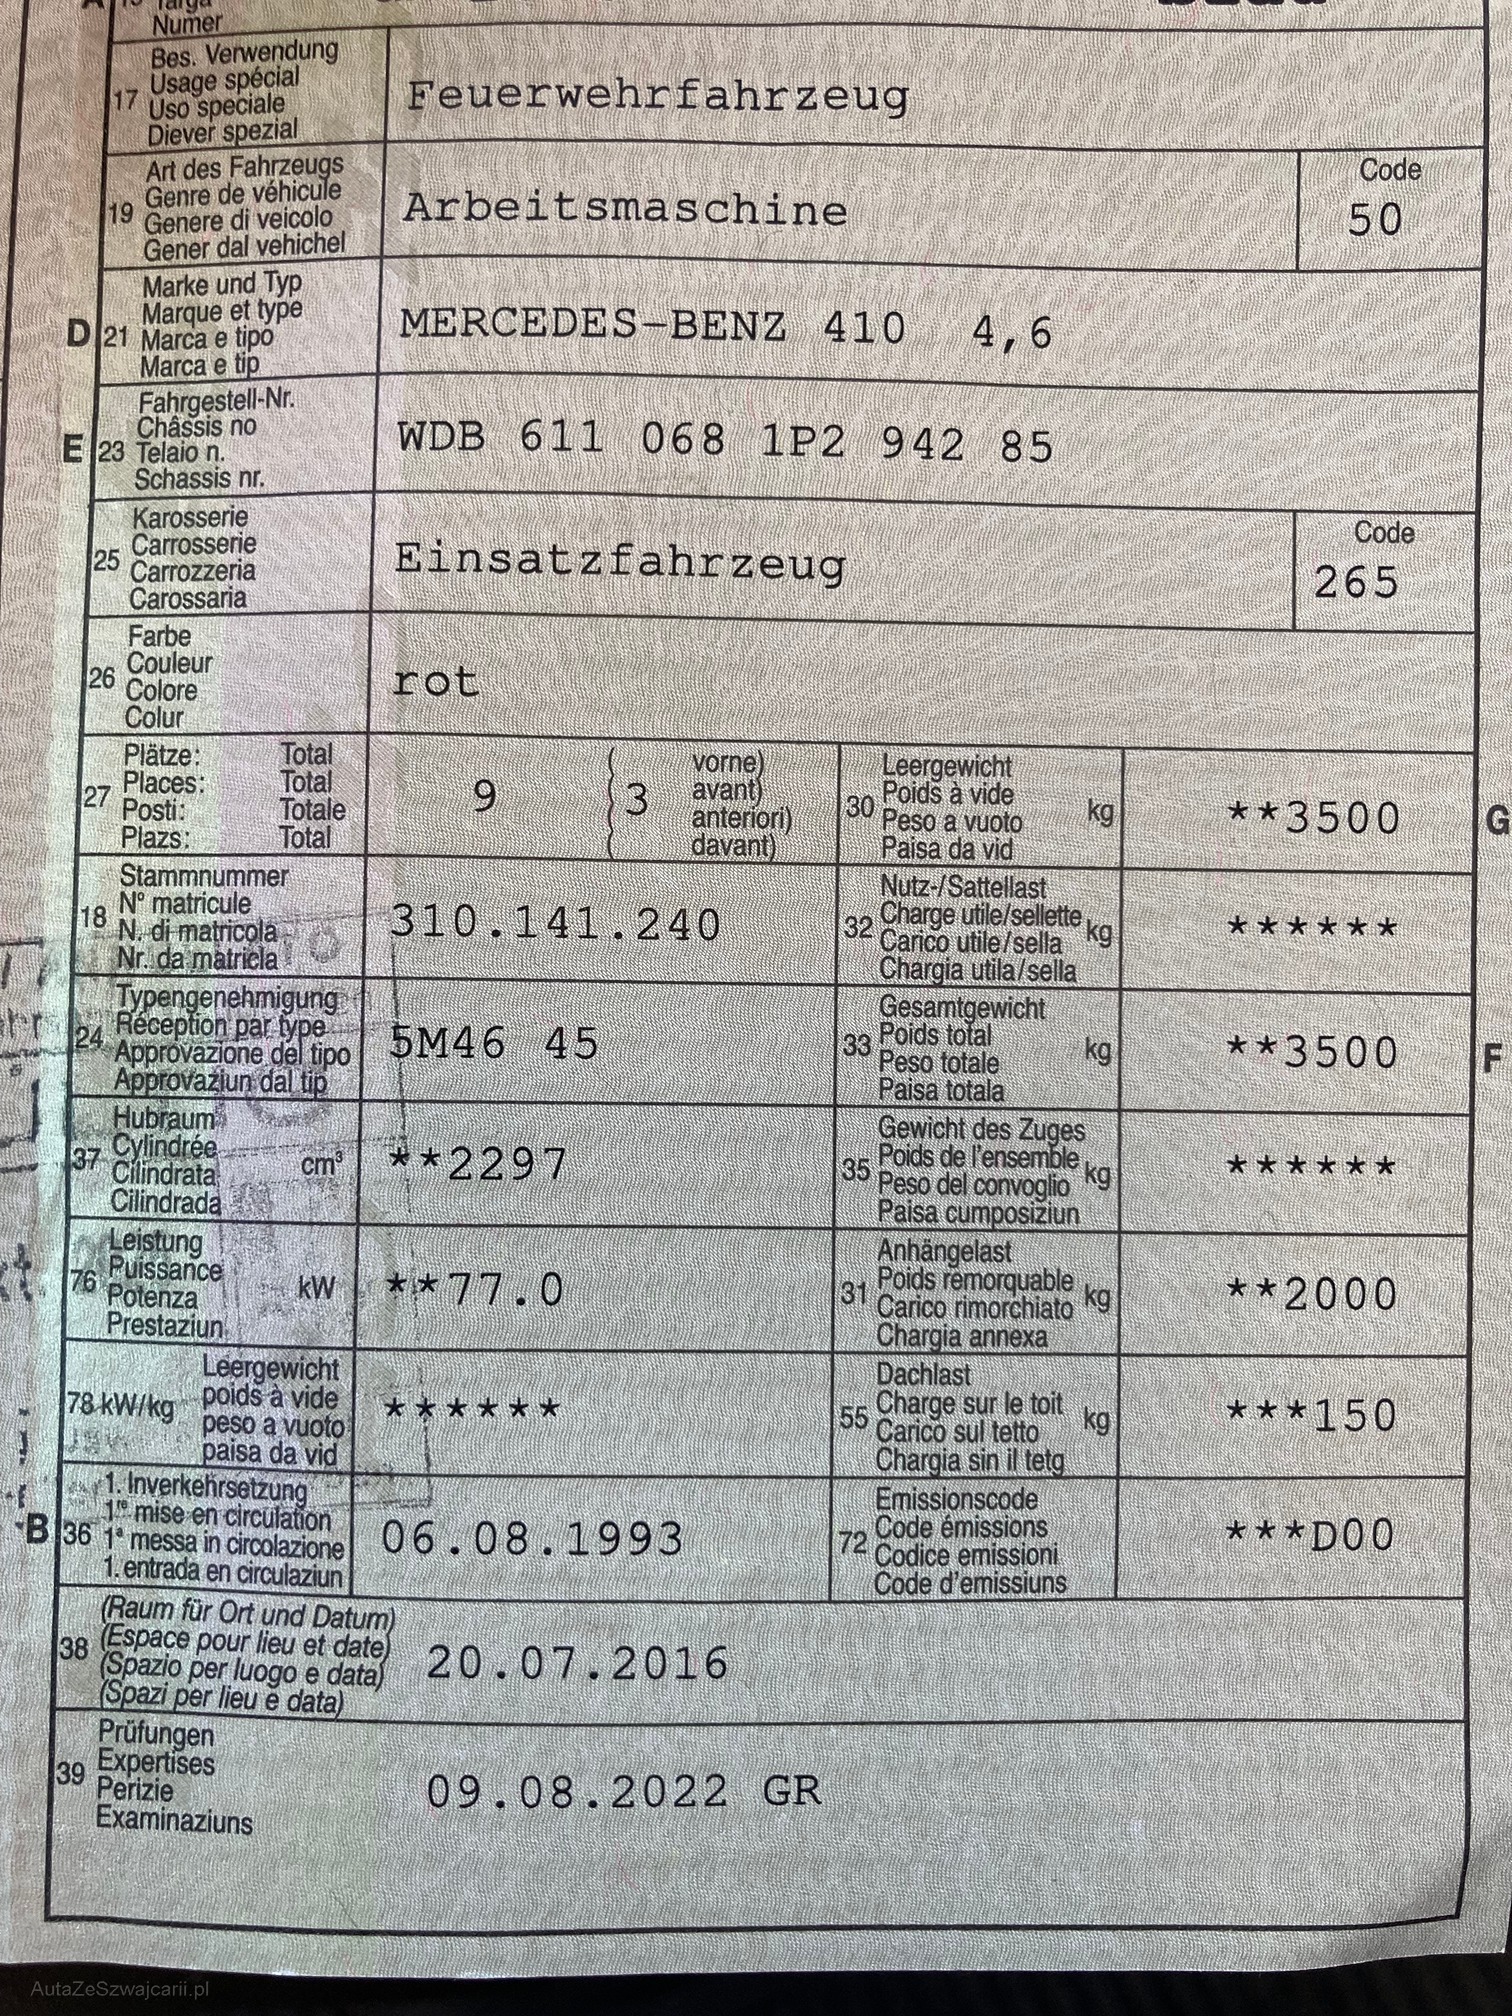 Targa
Numer
17 Bes. Verwendung
Usage spécial
Uso speciale
Diever spezial
Feuerwehrfahrzeug
19 Art des Fahrzeugs
Genre de véhicule
Genere di veicolo
Gener dal vehichel
Arbeitsmaschine
Code
50
D 21 Marke und Typ
Marque et type
Marca e tipo
Marca e tip
MERCEDES-BENZ 410 4,6
E 23 Fahrgestell-Nr.
Châssis no
Telaio n.
Schassis nr.
WDB 611 068 1P2 942 85
25 Karosserie
Carrosserie
Carrozzeria
Carossaria
Einsatzfahrzeug
Code
265
26 Farbe
Couleur
Colore
Colur
rot
27 Plätze: Total
Places: Total
Posti: Totale
Plazs: Total
9 ( 3 vorne)
avant)
anteriori)
davant)
30 Leergewicht
Poids à vide
Peso a vuoto
Paisa da vid
kg
**3500
G
18 Stammnummer
N° matricule
N. di matricola
Nr. da matricla
310.141.240
32 Nutz-/Sattellast
Charge utile/sellette
Carico utile/sella
Chargia utila/sella
kg
******
24 Typengenehmigung
Réception par type
Approvazione del tipo
Approvaziun dal tip
5M46 45
33 Gesamtgewicht
Poids total
Peso totale
Paisa totala
kg
**3500
F
37 Hubraum
Cylindrée
Cilindrata
Cilindrada
cm³
**2297
35 Gewicht des Zuges
Poids de l'ensemble
Peso del convoglio
Paisa cumposiziun
kg
******
76 Leistung
Puissance
Potenza
Prestaziun
kW
**77.0
31 Anhängelast
Poids remorquable
Carico rimorchiato
Chargia annexa
kg
**2000
78 kW/kg Leergewicht
poids à vide
peso a vuoto
paisa da vid
******
55 Dachlast
Charge sur le toit
Carico sul tetto
Chargia sin il tetg
kg
***150
B 36 1. Inverkehrsetzung
1re mise en circulation
1a messa in circolazione
1. entrada en circulaziun
06.08.1993
72 Emissionscode
Code émissions
Codice emissioni
Code d'emissiuns
***D00
38 (Raum für Ort und Datum)
(Espace pour lieu et date)
(Spazio per luogo e data)
(Spazi per lieu e data)
20.07.2016
39 Prüfungen
Expertises
Perizie
Examinaziuns
09.08.2022 GR
AutaZeSzwajcarii.pl